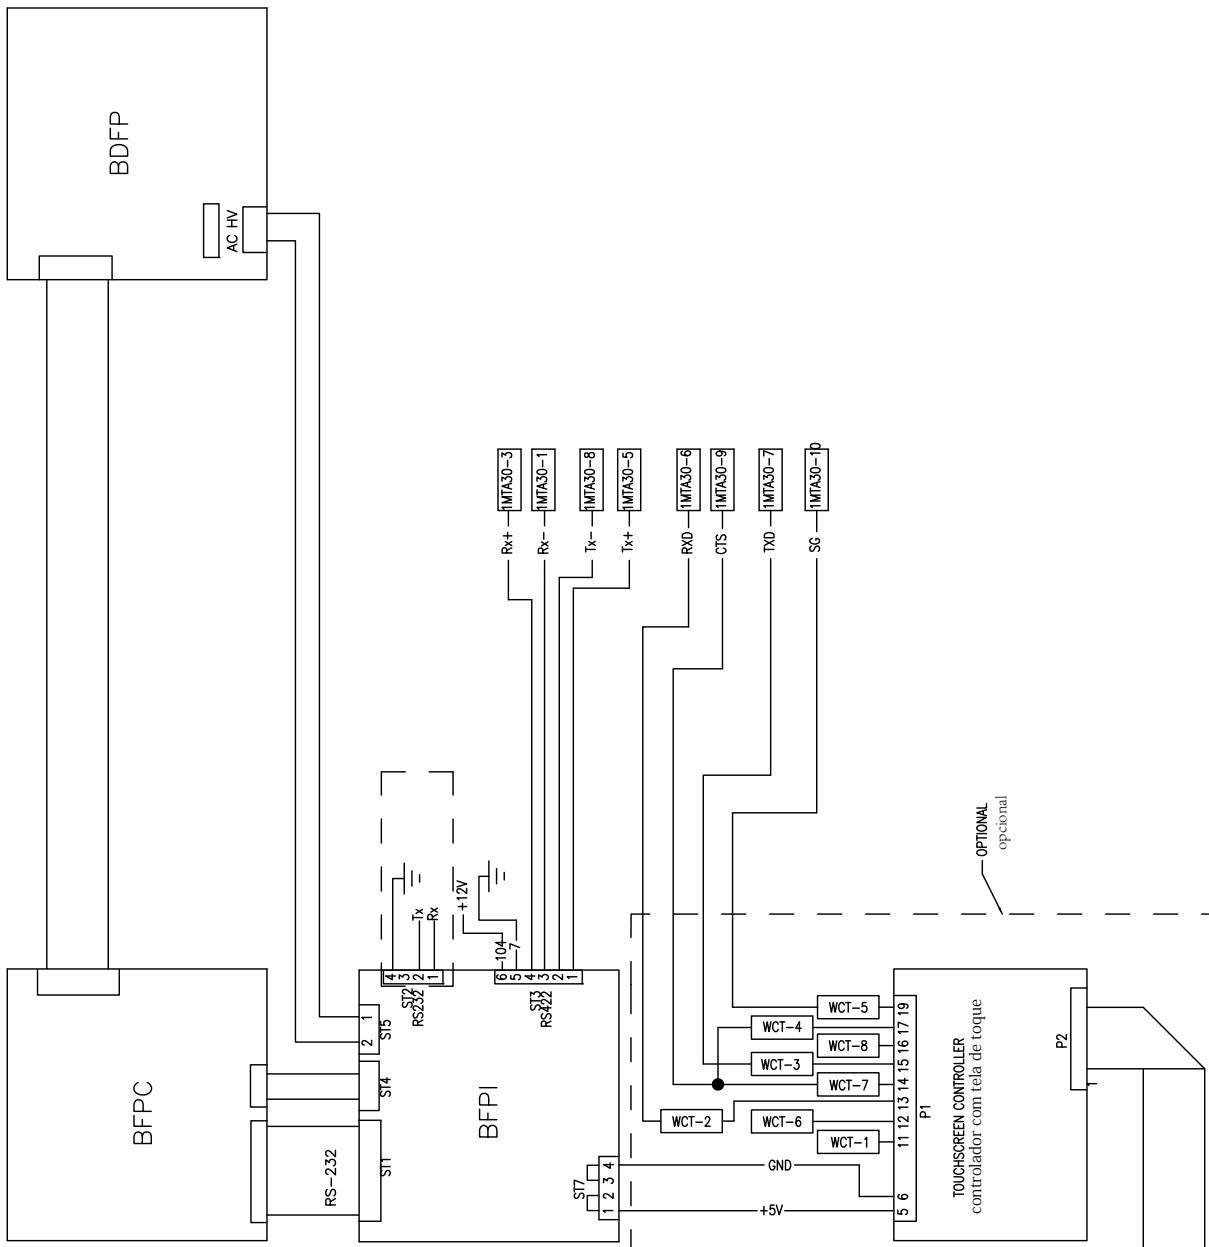 BDFP
AC HV
BFPC
RS-232
ST1
ST4
2 1
ST5
BFPI
4
3
2
1
ST2
RS232
Tx
Rx
+12V
104
7
6
5
4
3
2
1
ST3
RS422
1 2 3 4
ST7
Rx+ 1MTA30-3
Rx- 1MTA30-1
Tx- 1MTA30-8
Tx+ 1MTA30-5
RXD 1MTA30-6
CTS 1MTA30-9
TXD 1MTA30-7
SG 1MTA30-10
OPTIONAL
opcional
WCT-5
WCT-4
WCT-8
WCT-3
WCT-7
WCT-2
WCT-6
WCT-1
GND
+5V
5 6 11 12 13 14 15 16 17 19
P1
TOUCHSCREEN CONTROLLER
controlador com tela de toque
P2
1